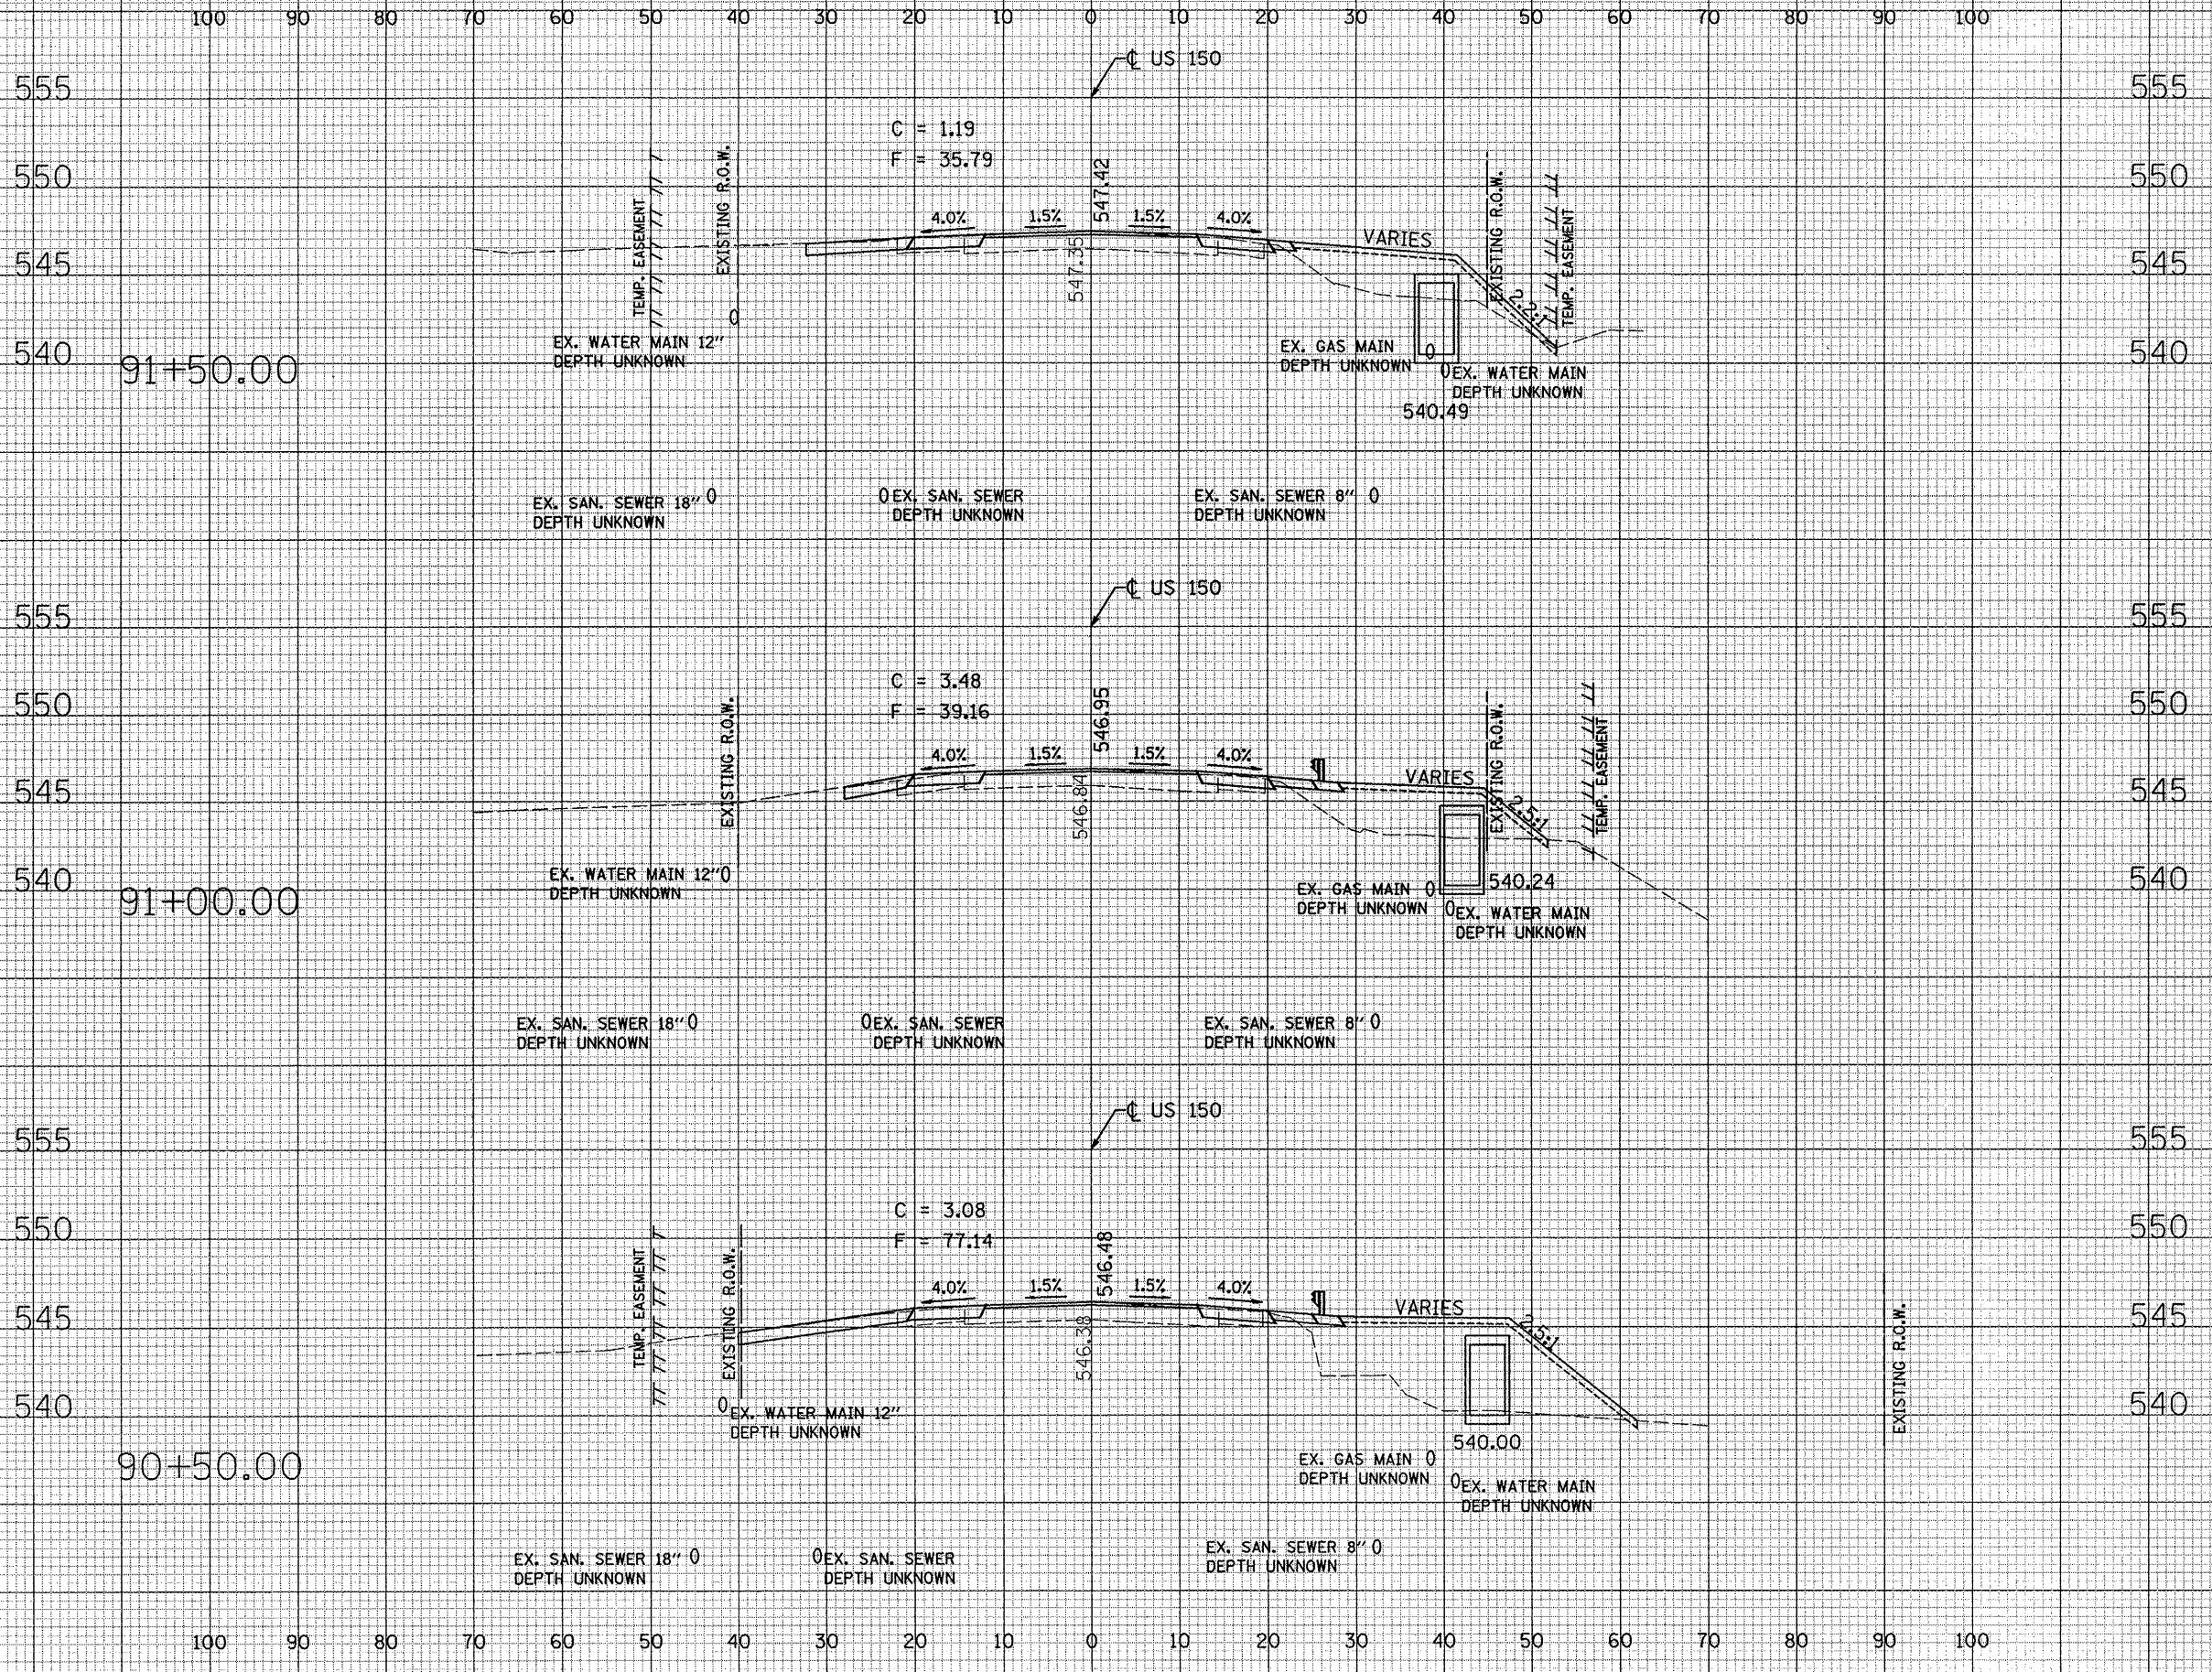 100 90 80 70 60 50 40 30 20 10 0 10 20 30 40 50 60 70 80 90 100
℄ US 150
555 555
C = 1.19
F = 35.79
550 550
TEMP. EASEMENT
EXISTING R.O.W.
547.42
EXISTING R.O.W.
TEMP. EASEMENT
4.0% 1.5% 1.5% 4.0%
VARIES
547.35
545 545
EX. WATER MAIN 12"
DEPTH UNKNOWN
EX. GAS MAIN
DEPTH UNKNOWN
EX. WATER MAIN
DEPTH UNKNOWN
540 540
91+50.00
540.49
EX. SAN. SEWER 18"
DEPTH UNKNOWN
EX. SAN. SEWER
DEPTH UNKNOWN
EX. SAN. SEWER 8"
DEPTH UNKNOWN
℄ US 150
555 555
C = 3.48
F = 39.16
550 550
EXISTING R.O.W.
546.95
EXISTING R.O.W.
TEMP. EASEMENT
4.0% 1.5% 1.5% 4.0%
VARIES
546.84
2.5:1
545 545
EX. WATER MAIN 12"
DEPTH UNKNOWN
EX. GAS MAIN
DEPTH UNKNOWN
540.24
EX. WATER MAIN
DEPTH UNKNOWN
540 540
91+00.00
EX. SAN. SEWER 18"
DEPTH UNKNOWN
EX. SAN. SEWER
DEPTH UNKNOWN
EX. SAN. SEWER 8"
DEPTH UNKNOWN
℄ US 150
555 555
C = 3.08
F = 77.14
550 550
TEMP. EASEMENT
EXISTING R.O.W.
546.48
4.0% 1.5% 1.5% 4.0%
VARIES
546.38
2.5:1
EXISTING R.O.W.
545 545
EX. WATER MAIN 12"
DEPTH UNKNOWN
540 540
540.00
90+50.00
EX. GAS MAIN
DEPTH UNKNOWN
EX. WATER MAIN
DEPTH UNKNOWN
EX. SAN. SEWER 18"
DEPTH UNKNOWN
EX. SAN. SEWER
DEPTH UNKNOWN
EX. SAN. SEWER 8"
DEPTH UNKNOWN
100 90 80 70 60 50 40 30 20 10 0 10 20 30 40 50 60 70 80 90 100